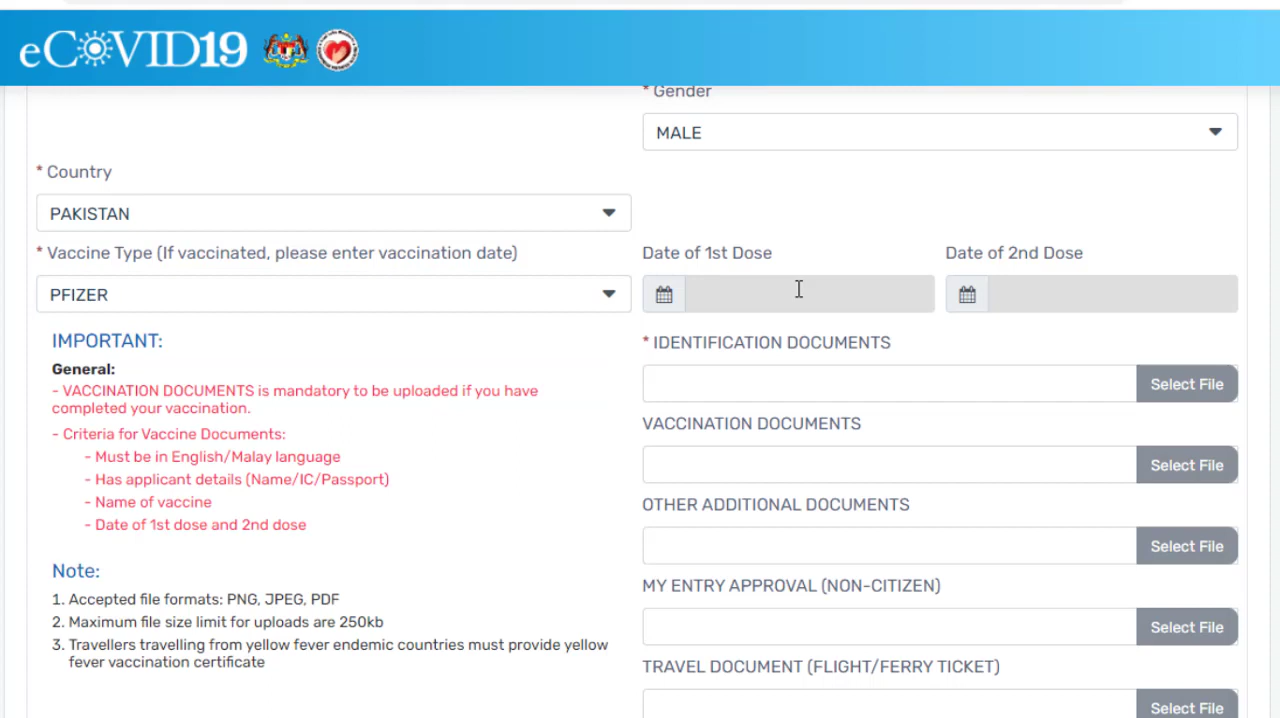 eCOVID19
* Gender
MALE
* Country
PAKISTAN
* Vaccine Type (If vaccinated, please enter vaccination date)
Date of 1st Dose
Date of 2nd Dose
PFIZER
IMPORTANT:
General:
- VACCINATION DOCUMENTS is mandatory to be uploaded if you have
completed your vaccination.
- Criteria for Vaccine Documents:
- Must be in English/Malay language
- Has applicant details (Name/IC/Passport)
- Name of vaccine
- Date of 1st dose and 2nd dose
Note:
1. Accepted file formats: PNG, JPEG, PDF
2. Maximum file size limit for uploads are 250kb
3. Travellers travelling from yellow fever endemic countries must provide yellow
fever vaccination certificate
* IDENTIFICATION DOCUMENTS
Select File
VACCINATION DOCUMENTS
Select File
OTHER ADDITIONAL DOCUMENTS
Select File
MY ENTRY APPROVAL (NON-CITIZEN)
Select File
TRAVEL DOCUMENT (FLIGHT/FERRY TICKET)
Select File